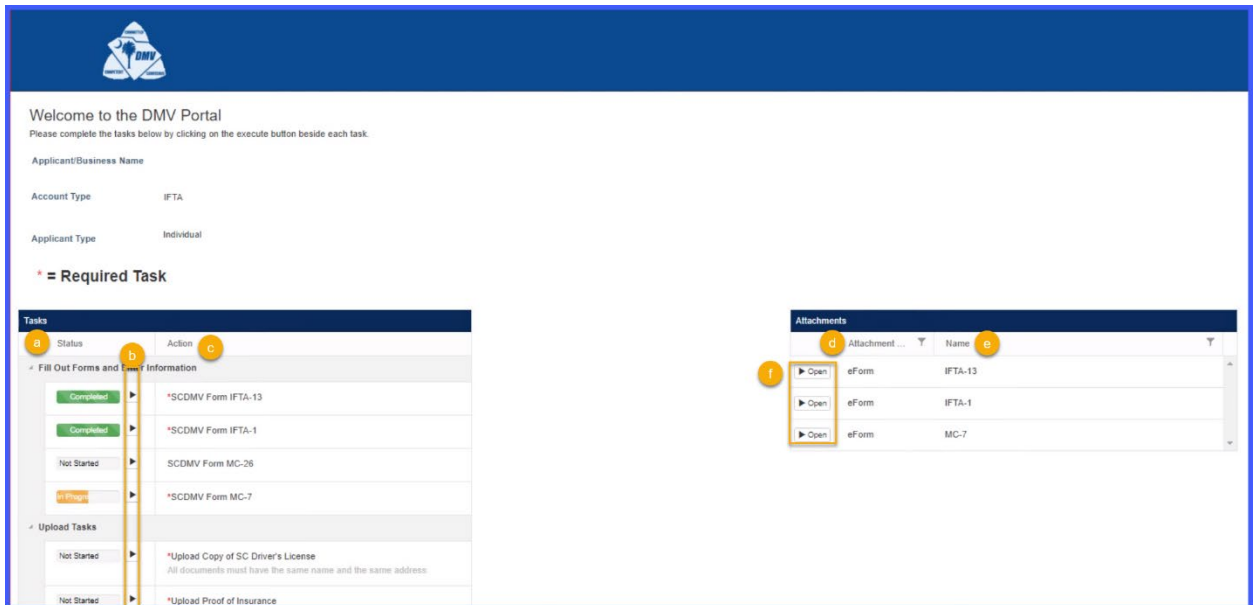 DMV
Welcome to the DMV Portal
Please complete the tasks below by clicking on the execute button beside each task.
Applicant/Business Name
Account Type IFTA
Applicant Type Individual
* = Required Task
Tasks
a Status b Action c
Fill Out Forms and Information
Completed *SCDMV Form IFTA-13
Completed *SCDMV Form IFTA-1
Not Started SCDMV Form MC-26
In Progre *SCDMV Form MC-7
Upload Tasks
Not Started *Upload Copy of SC Driver's License
All documents must have the same name and the same address
Not Started *Upload Proof of Insurance
Attachments
d Attachment ... Name e
f Open eForm IFTA-13
Open eForm IFTA-1
Open eForm MC-7